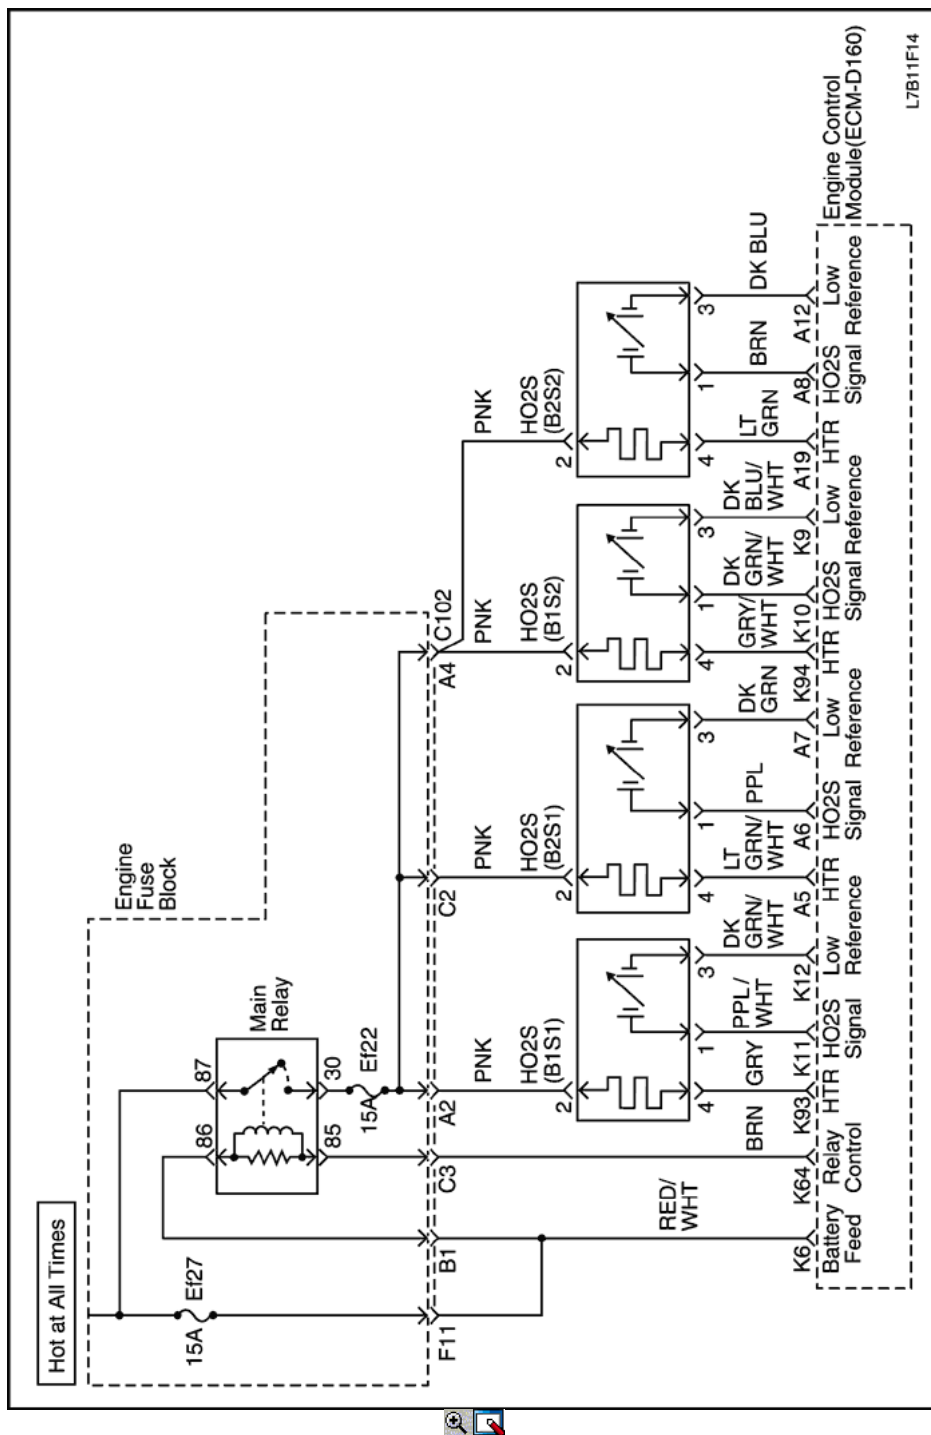 Hot at All Times
Engine
Fuse
Block
Main
Relay
86
87
85
30
15A
Ef27
15A
Ef22
F11
B1
C3
A2
C2
A4
C102
PNK
PNK
PNK
PNK
HO2S
(B1S1)
HO2S
(B2S1)
HO2S
(B1S2)
HO2S
(B2S2)
2
2
2
2
4
1
3
4
1
3
4
1
3
4
1
3
RED/
WHT
BRN
GRY
PPL/
WHT
DK
GRN/
WHT
LT
GRN/
WHT
PPL
DK
GRN
GRY/
WHT
DK
GRN/
WHT
DK
BLU/
WHT
LT
GRN
BRN
DK BLU
K6
K64
K93
K11
K12
A5
A6
A7
K94
K10
K9
A19
A8
A12
Battery
Feed
Relay
Control
HTR
HO2S
Signal
Low
Reference
HTR
HO2S
Signal
Low
Reference
HTR
HO2S
Signal
Low
Reference
HTR
HO2S
Signal
Low
Reference
Engine Control
Module(ECM-D160)
L7B11F14